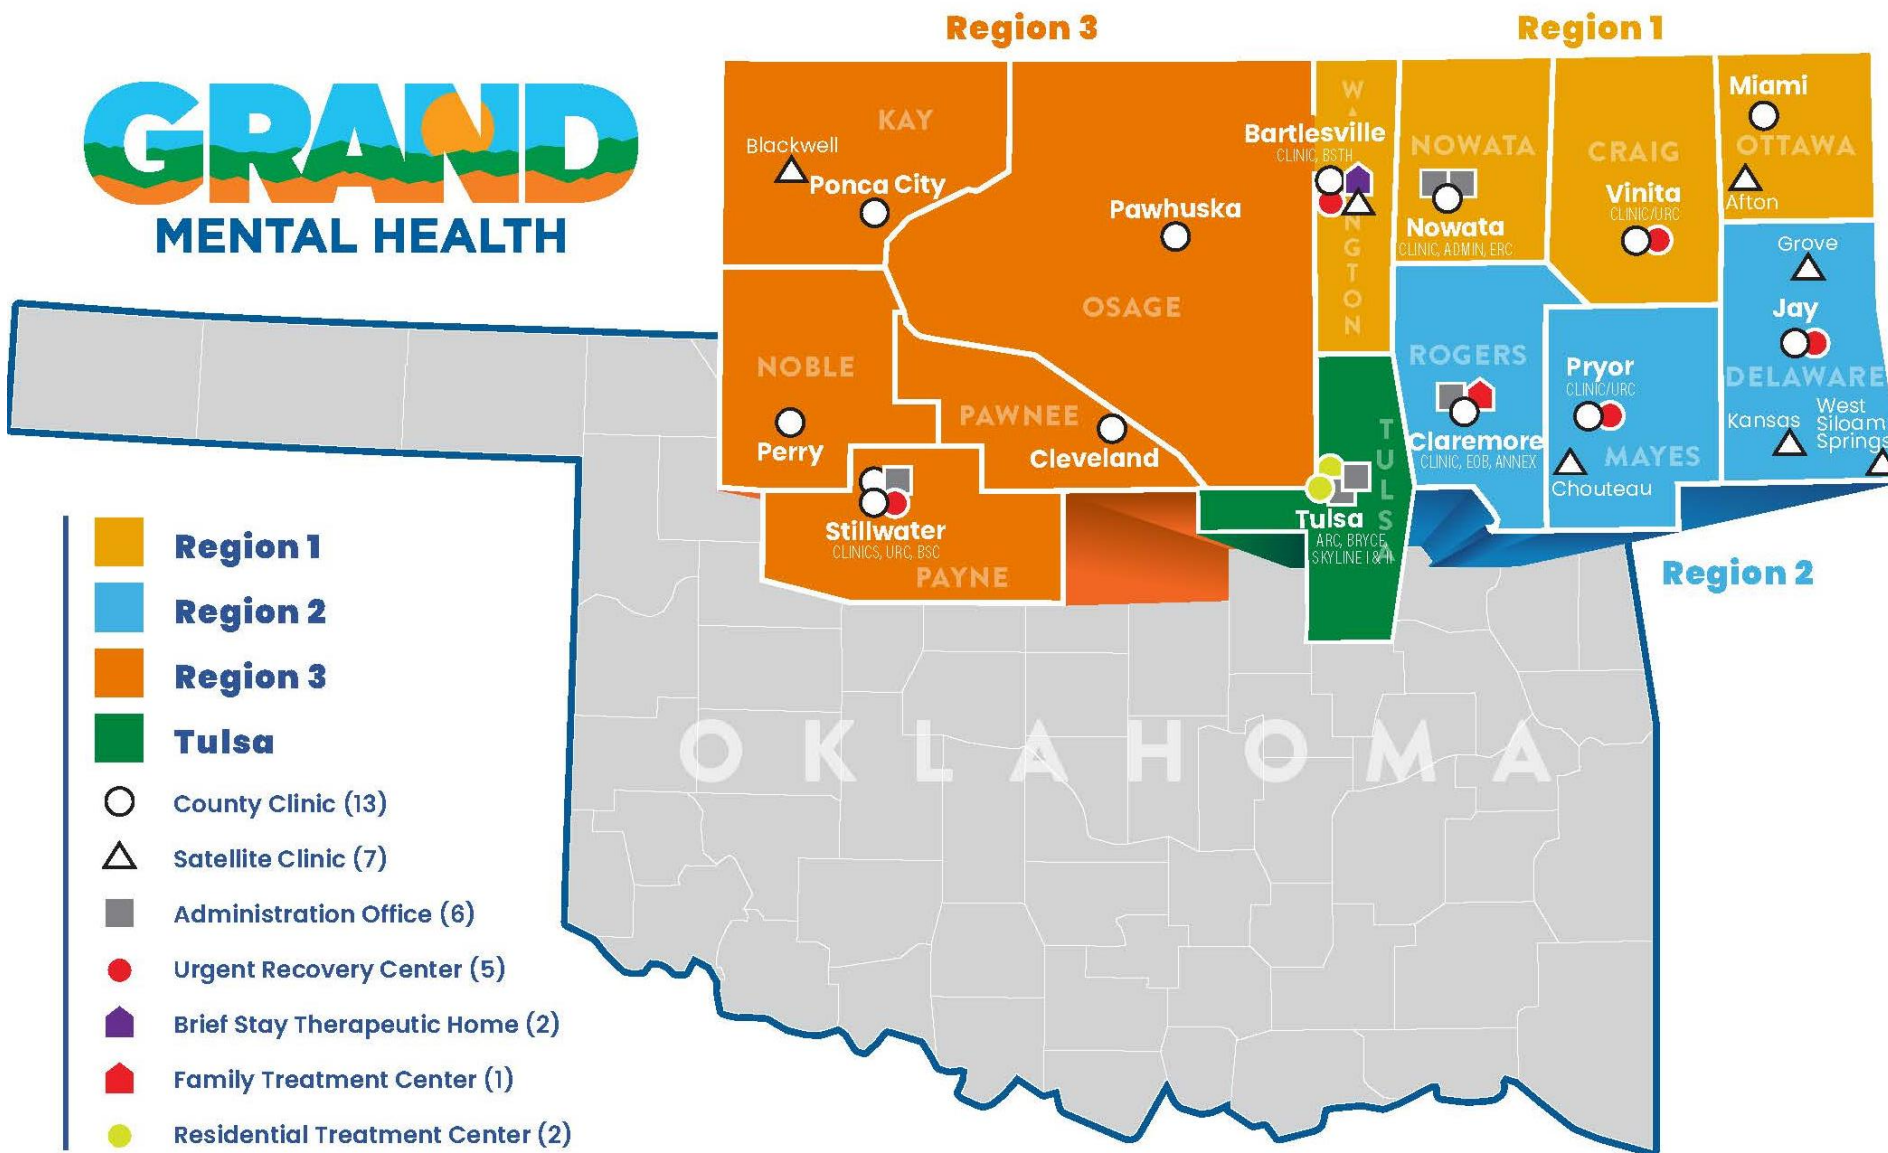 GRAND
MENTAL HEALTH
Region 3
Region 1
KAY
Blackwell
Ponca City
Pawhuska
OSAGE
Bartlesville
CLINIC, BSTH
WASHINGTON
NOWATA
Nowata
CLINIC, ADMIN, ERC
CRAIG
Vinita
CLINIC/URC
Miami
OTTAWA
Afton
Grove
Jay
DELAWARE
Kansas
West
Siloam
Springs
NOBLE
Perry
PAWNEE
Cleveland
Stillwater
CLINICS, URC, BSC
PAYNE
TULSA
Tulsa
ARC, BRYCE,
SKYLINE I & II
ROGERS
Claremore
CLINIC, EOB, ANNEX
Pryor
CLINIC/URC
MAYES
Chouteau
Region 2
OKLAHOMA
Region 1
Region 2
Region 3
Tulsa
County Clinic (13)
Satellite Clinic (7)
Administration Office (6)
Urgent Recovery Center (5)
Brief Stay Therapeutic Home (2)
Family Treatment Center (1)
Residential Treatment Center (2)